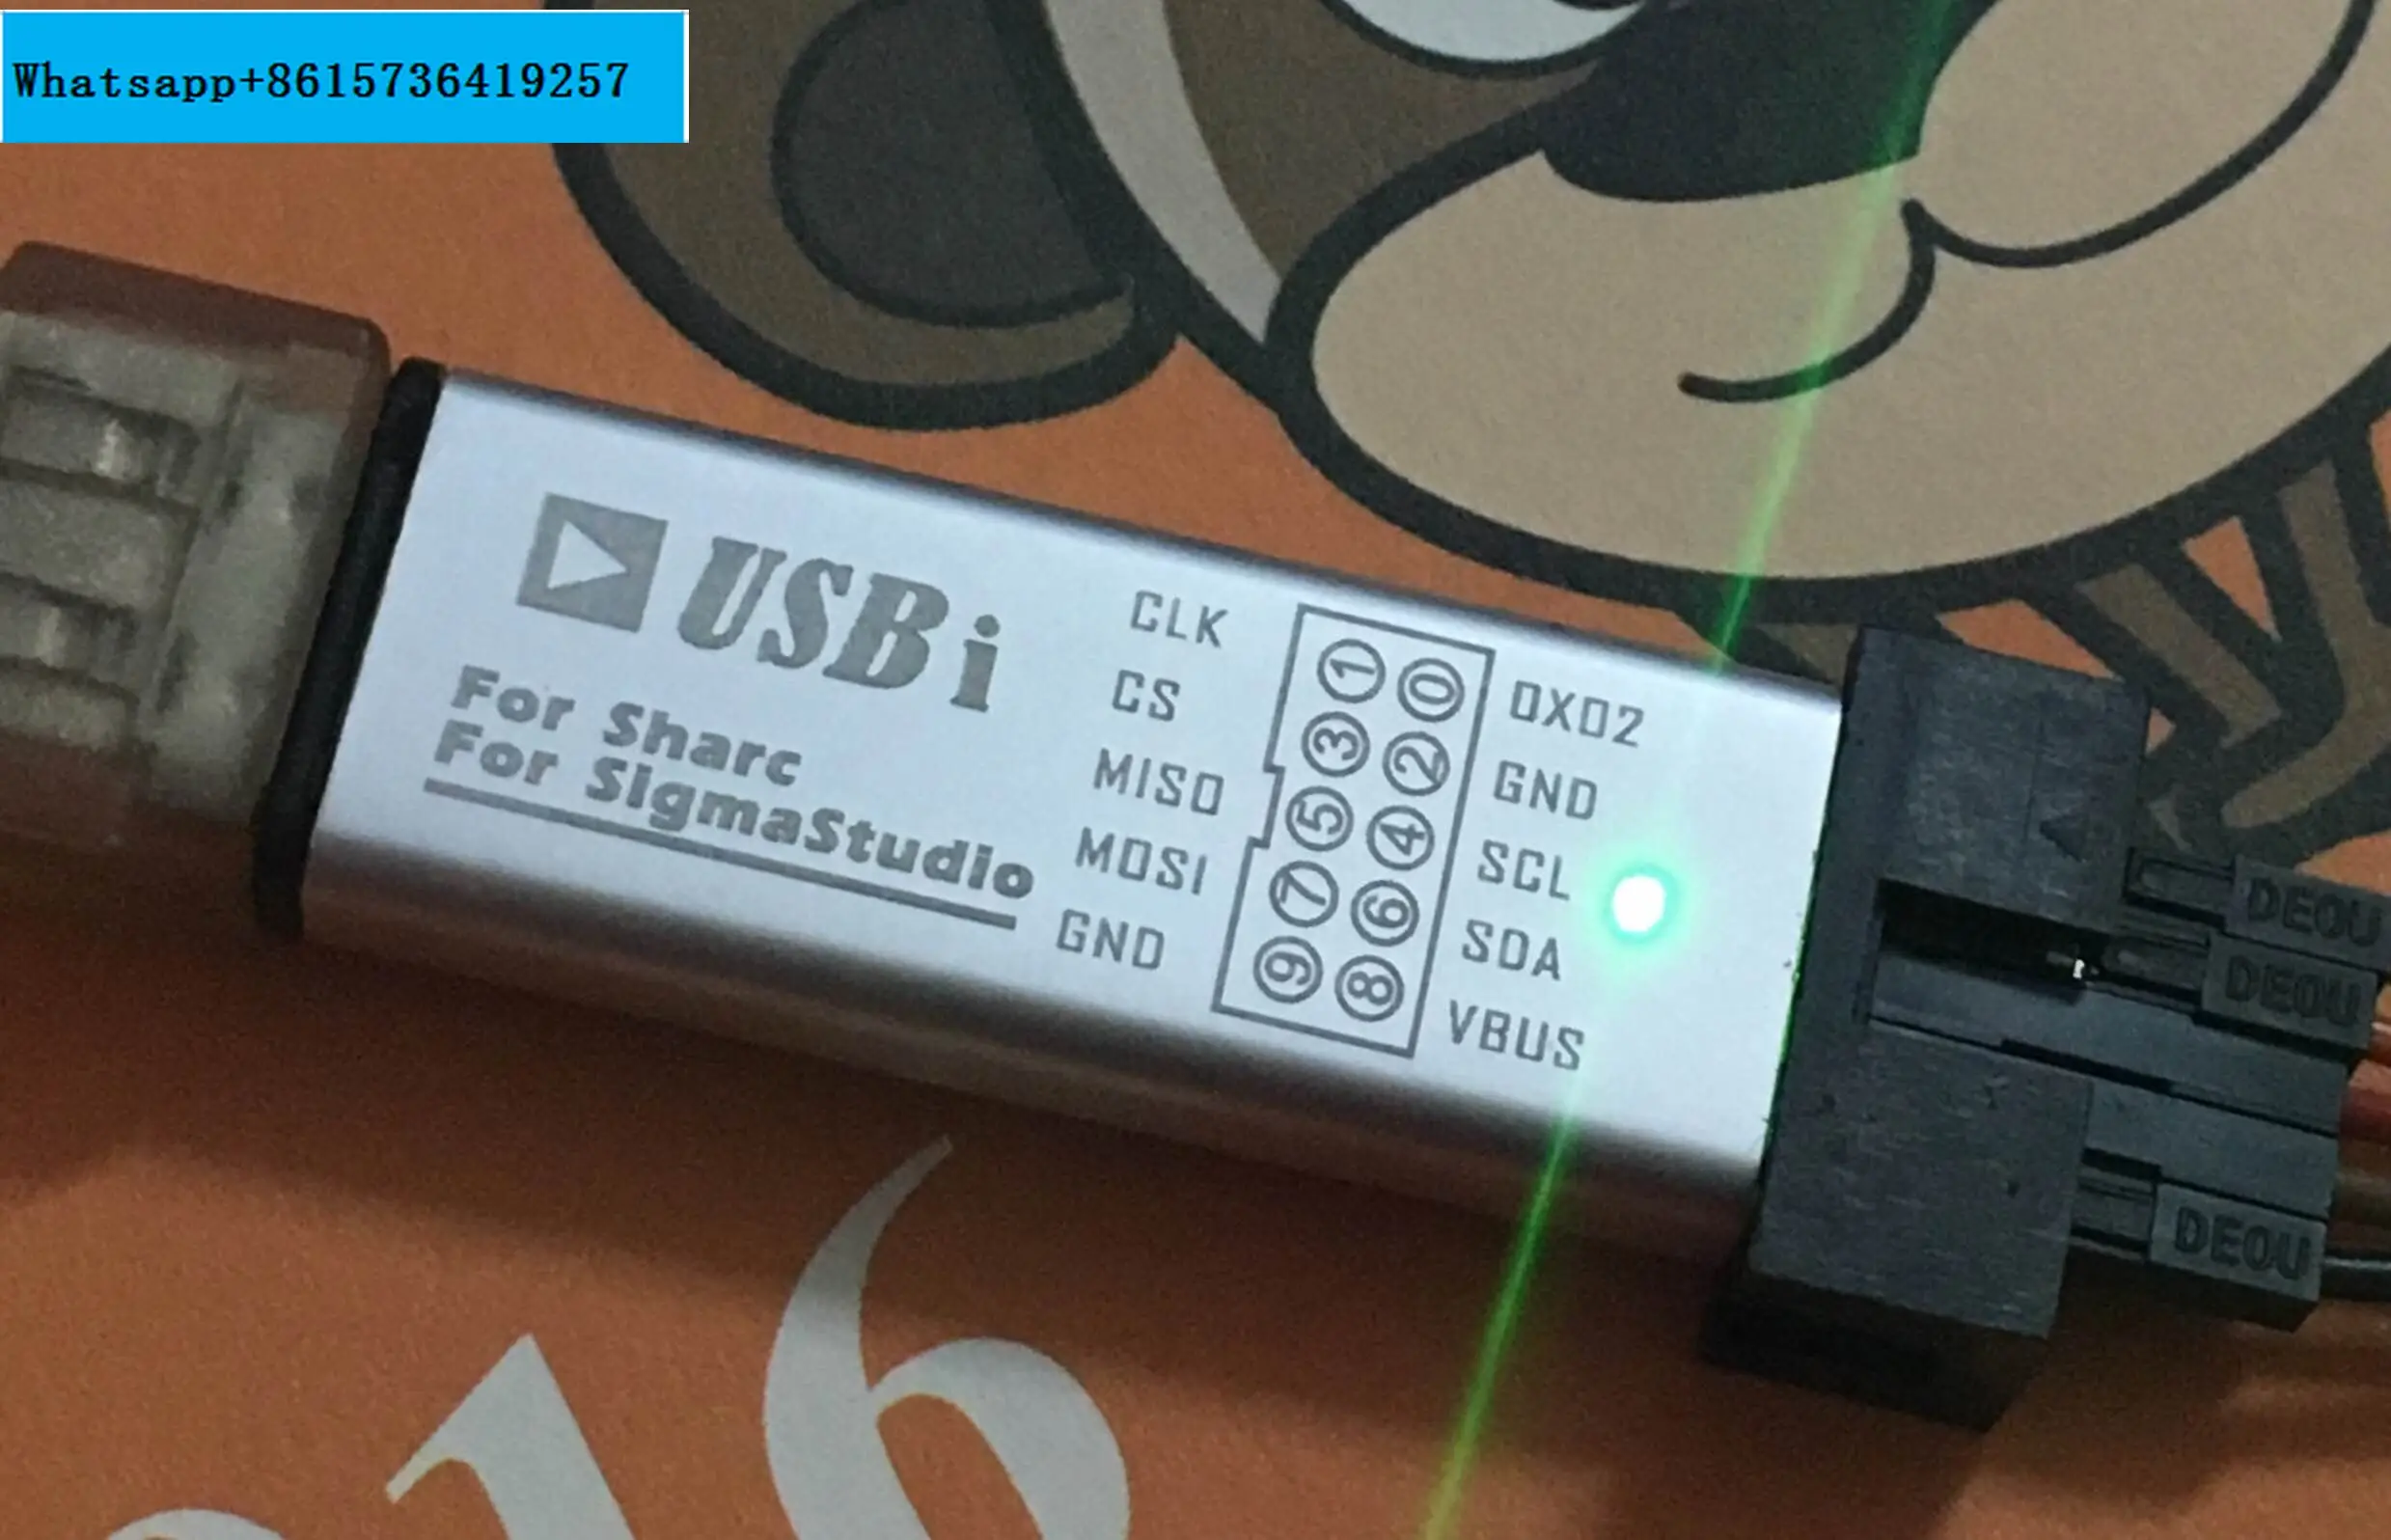 Whatsapp+8615736419257
USBi
For Sharc
For SigmaStudio
CLK
CS
MISO
MOSI
GND
1 0
3 2
5 4
7 6
9 8
0X02
GND
SCL
SDA
VBUS
DEOU
DEOU
DEOU
16